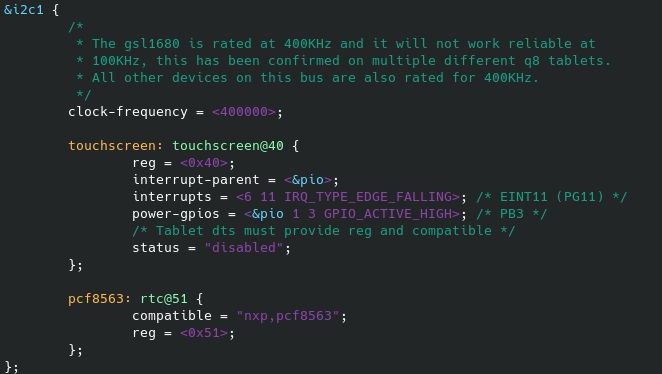 &i2c1 {
        /*
         * The gsl1680 is rated at 400KHz and it will not work reliable at
         * 100KHz, this has been confirmed on multiple different q8 tablets.
         * All other devices on this bus are also rated for 400KHz.
         */
        clock-frequency = <400000>;

        touchscreen: touchscreen@40 {
                reg = <0x40>;
                interrupt-parent = <&pio>;
                interrupts = <6 11 IRQ_TYPE_EDGE_FALLING>; /* EINT11 (PG11) */
                power-gpios = <&pio 1 3 GPIO_ACTIVE_HIGH>; /* PB3 */
                /* Tablet dts must provide reg and compatible */
                status = "disabled";
        };

        pcf8563: rtc@51 {
                compatible = "nxp,pcf8563";
                reg = <0x51>;
        };
};